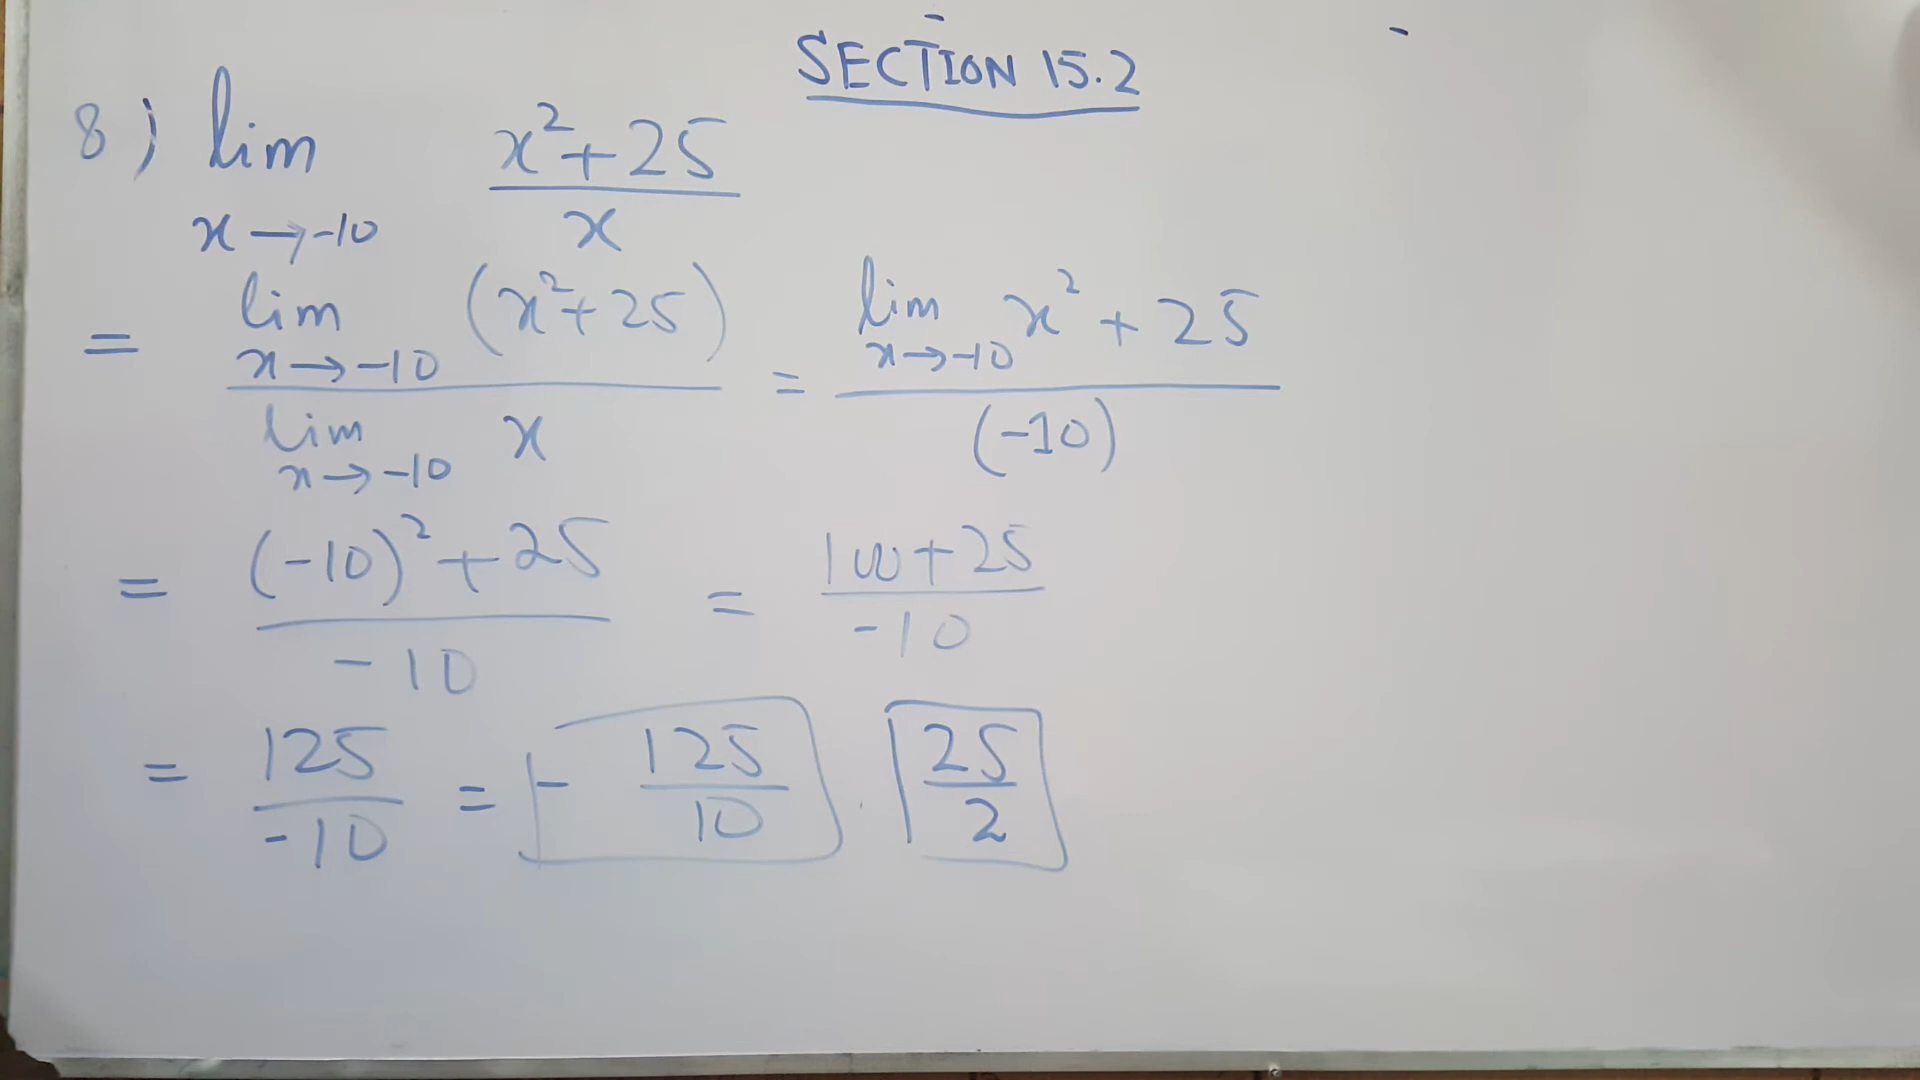 SECTION 15.2
8) lim x²+25
x→-10 x
= lim (x²+25) = lim x² + 25
x→-10 x→-10
lim x (-10)
x→-10
= (-10)² + 25 = 100+25
-10 -10
= 125 = - 125 25
-10 10 2